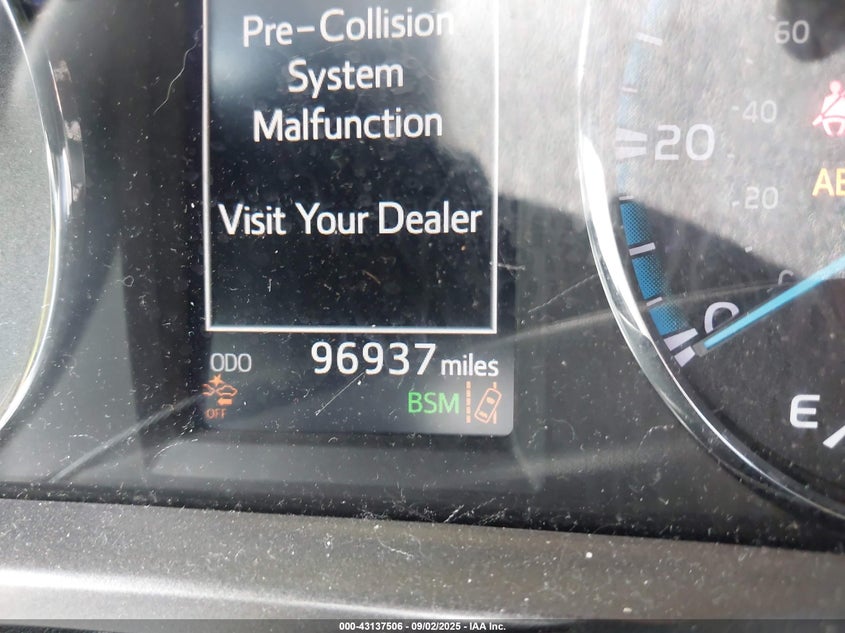 Pre-Collision
System
Malfunction
Visit Your Dealer
ODO 96937 miles
OFF
BSM
60
40
20
20
0
E
000-43137506 - 09/02/2025 - IAA Inc.